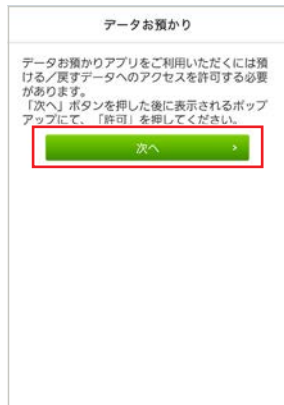 データお預かり
データお預かりアプリをご利用いただくには預
ける／戻すデータへのアクセスを許可する必要
があります。
「次へ」ボタンを押した後に表示されるポップ
アップにて、「許可」を押してください。
次へ